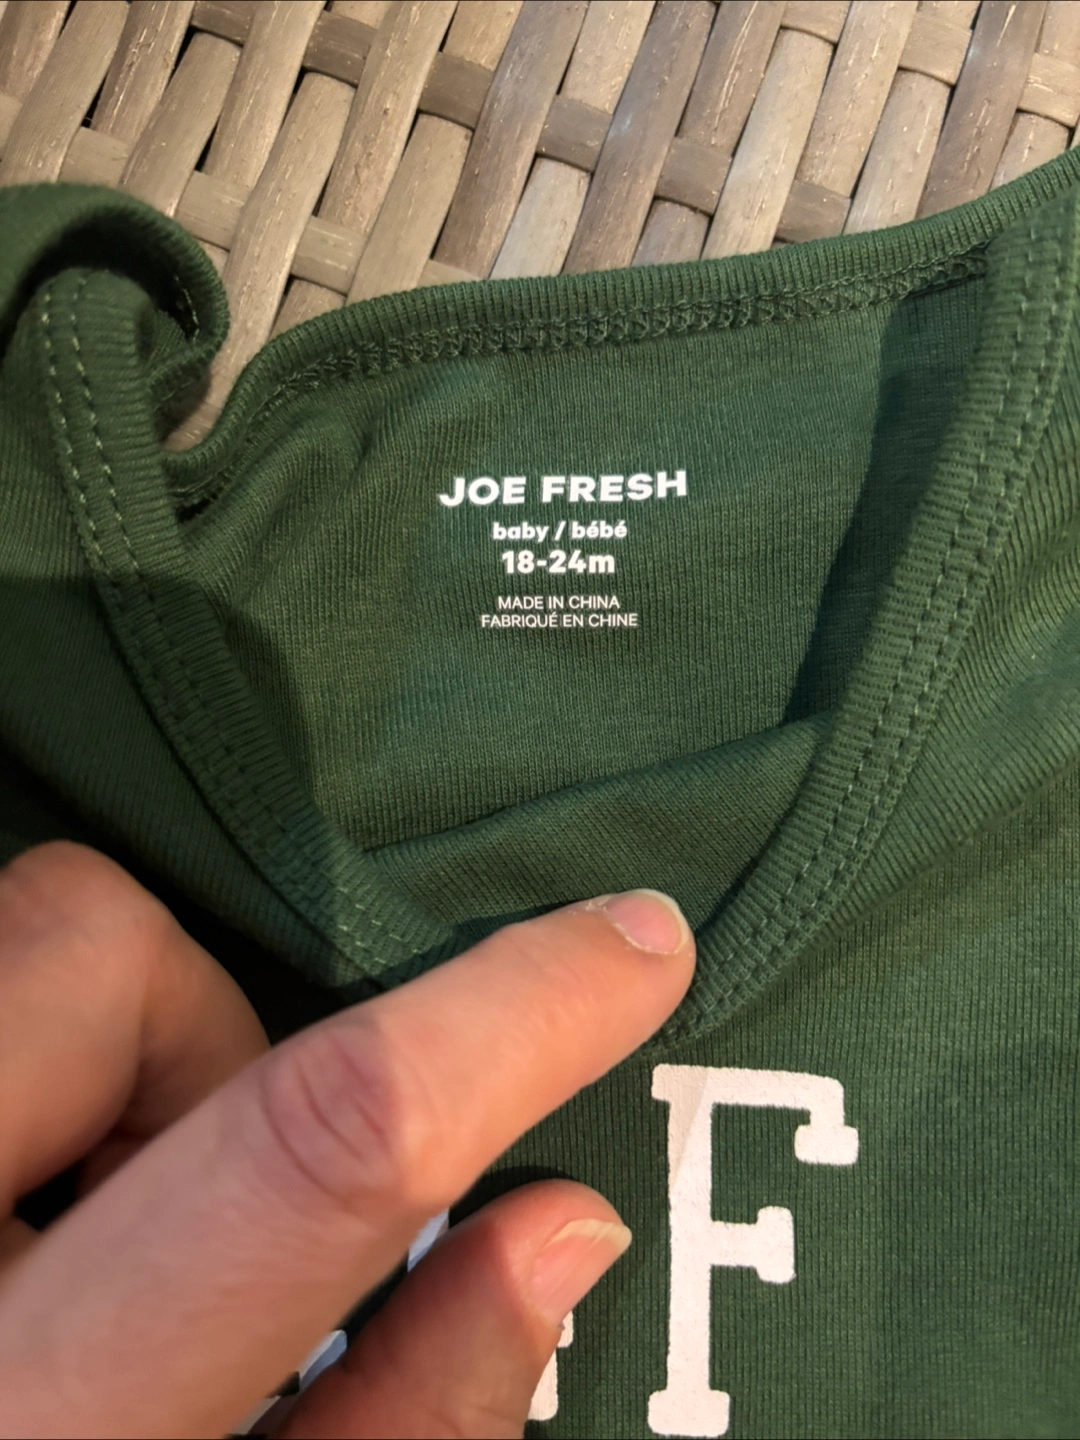 JOE FRESH
baby / bébé
18-24m
MADE IN CHINA
FABRIQUÉ EN CHINE
F